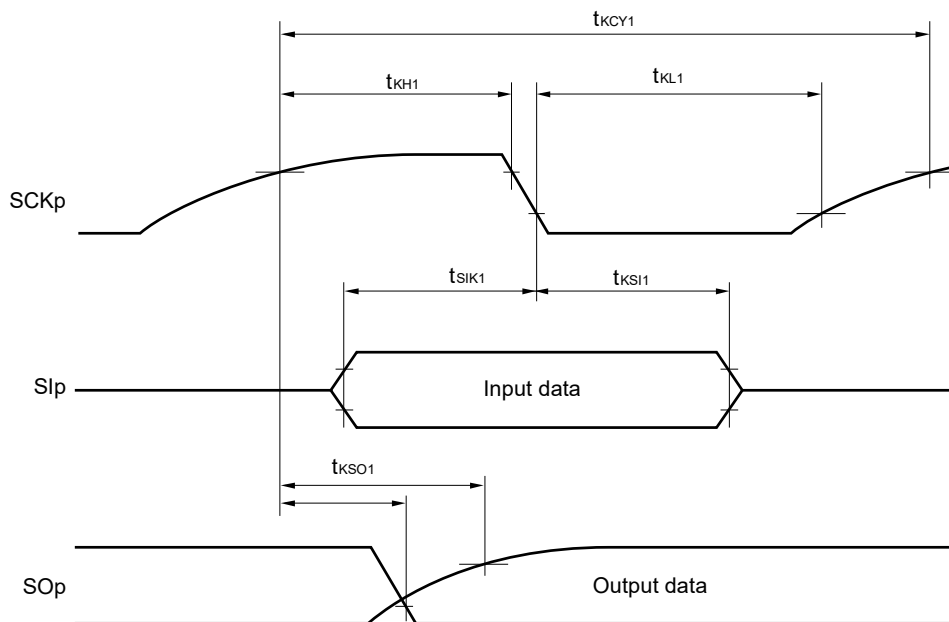 tKCY1
tKH1
tKL1
SCKp
tSIK1
tKSI1
SIp
Input data
tKSO1
SOp
Output data